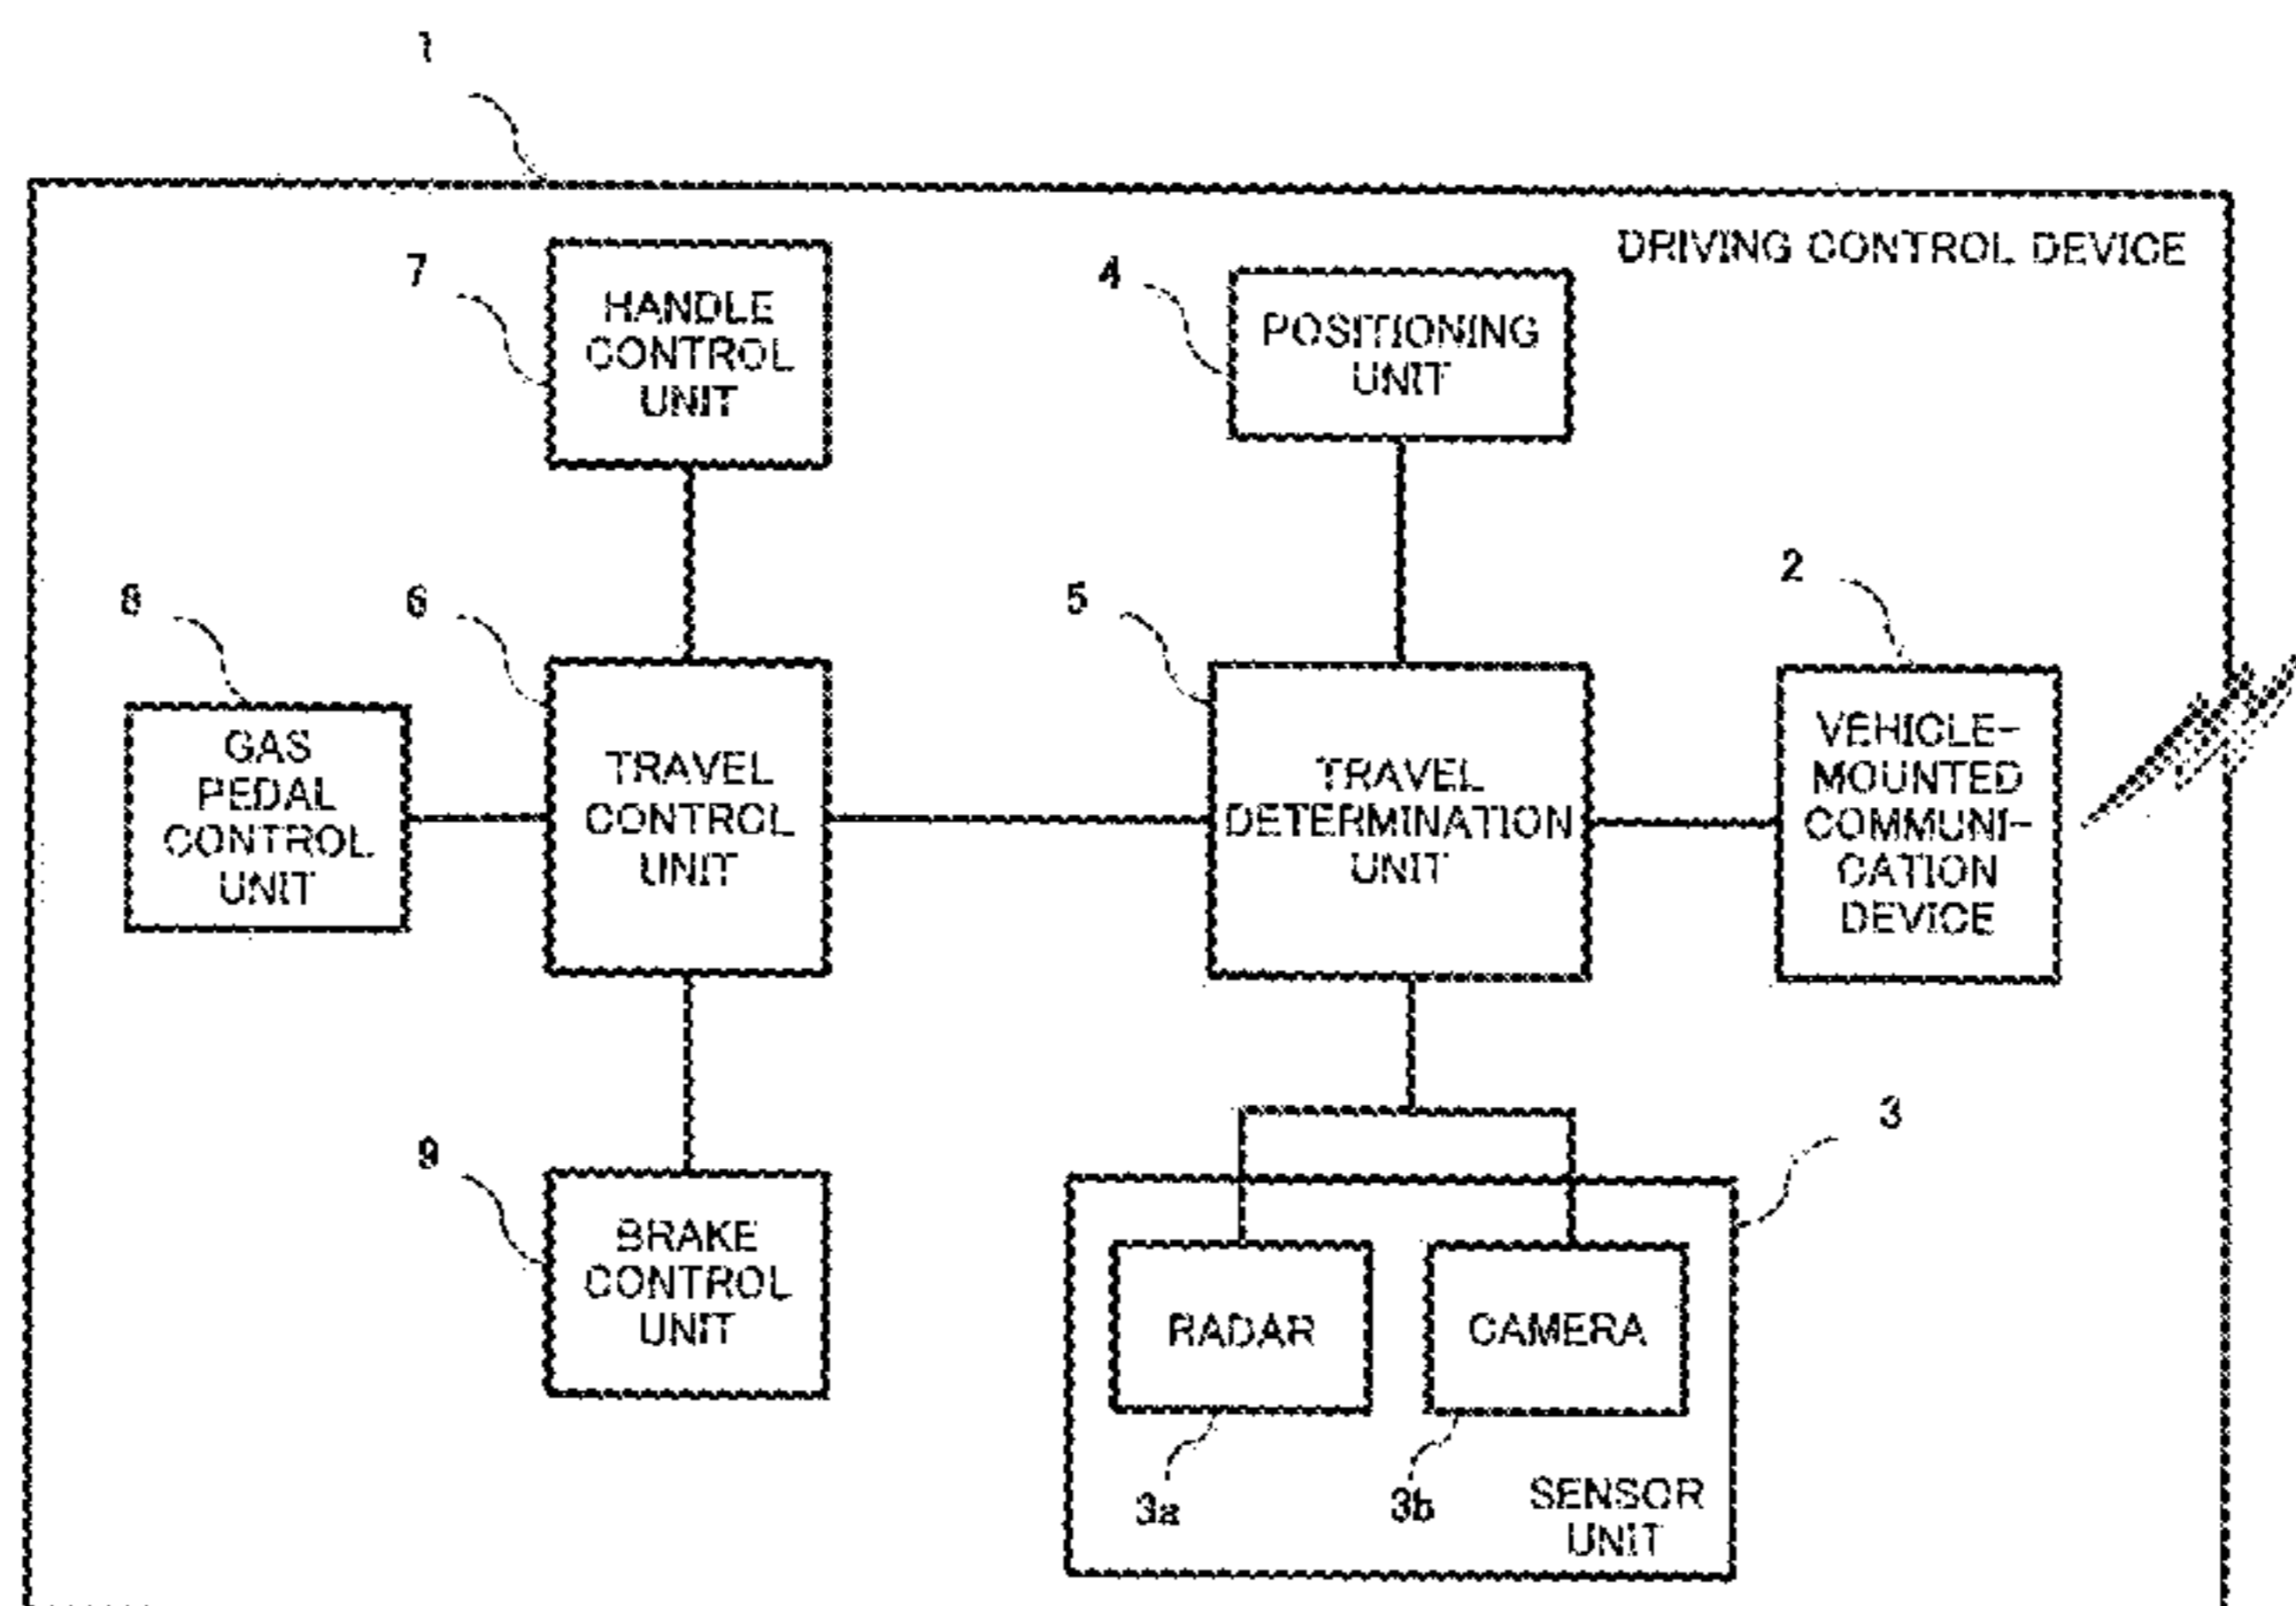 1
DRIVING CONTROL DEVICE
7
HANDLE
CONTROL
UNIT
4
POSITIONING
UNIT
8
GAS
PEDAL
CONTROL
UNIT
6
TRAVEL
CONTROL
UNIT
5
TRAVEL
DETERMINATION
UNIT
2
VEHICLE-
MOUNTED
COMMUNI-
CATION
DEVICE
9
BRAKE
CONTROL
UNIT
3
RADAR
CAMERA
3a
3b
SENSOR
UNIT